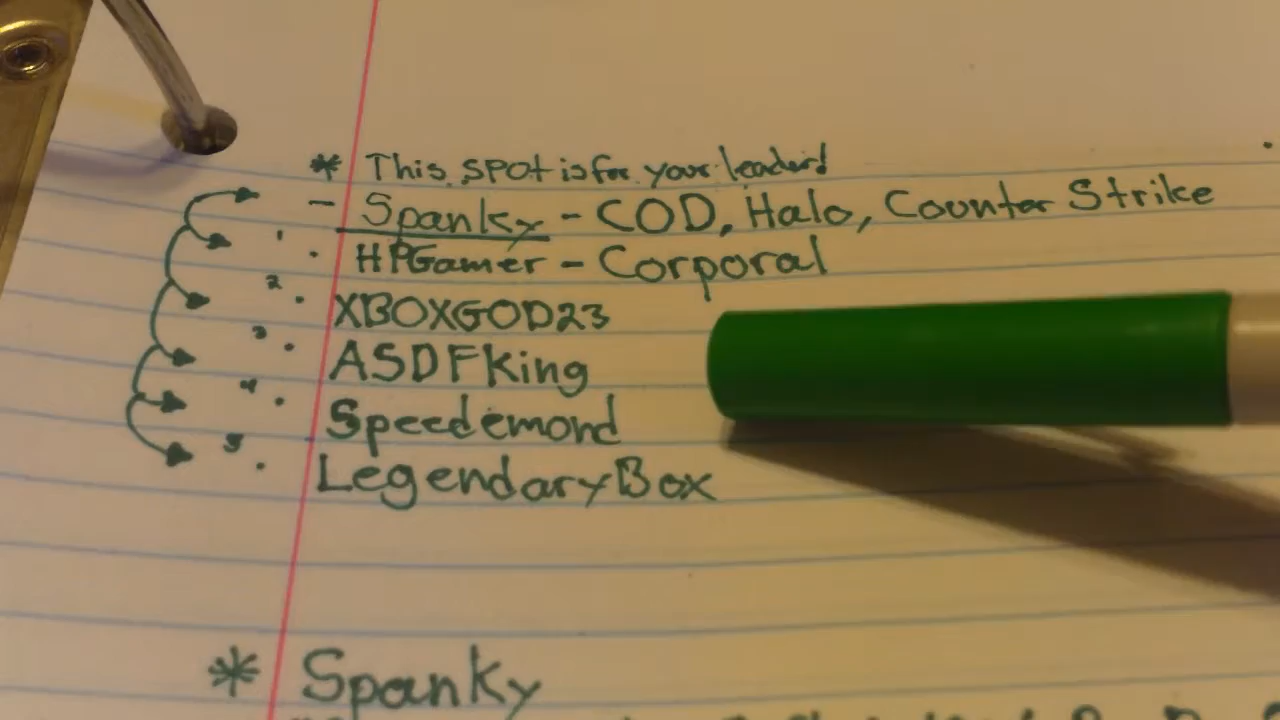 * This spot is for your leader!
- Spanky - COD, Halo, Counter Strike
1. HPGamer - Corporal
2. XBOXGOD23
3. ASDFKing
4. Speedemond
5. LegendaryBox
* Spanky